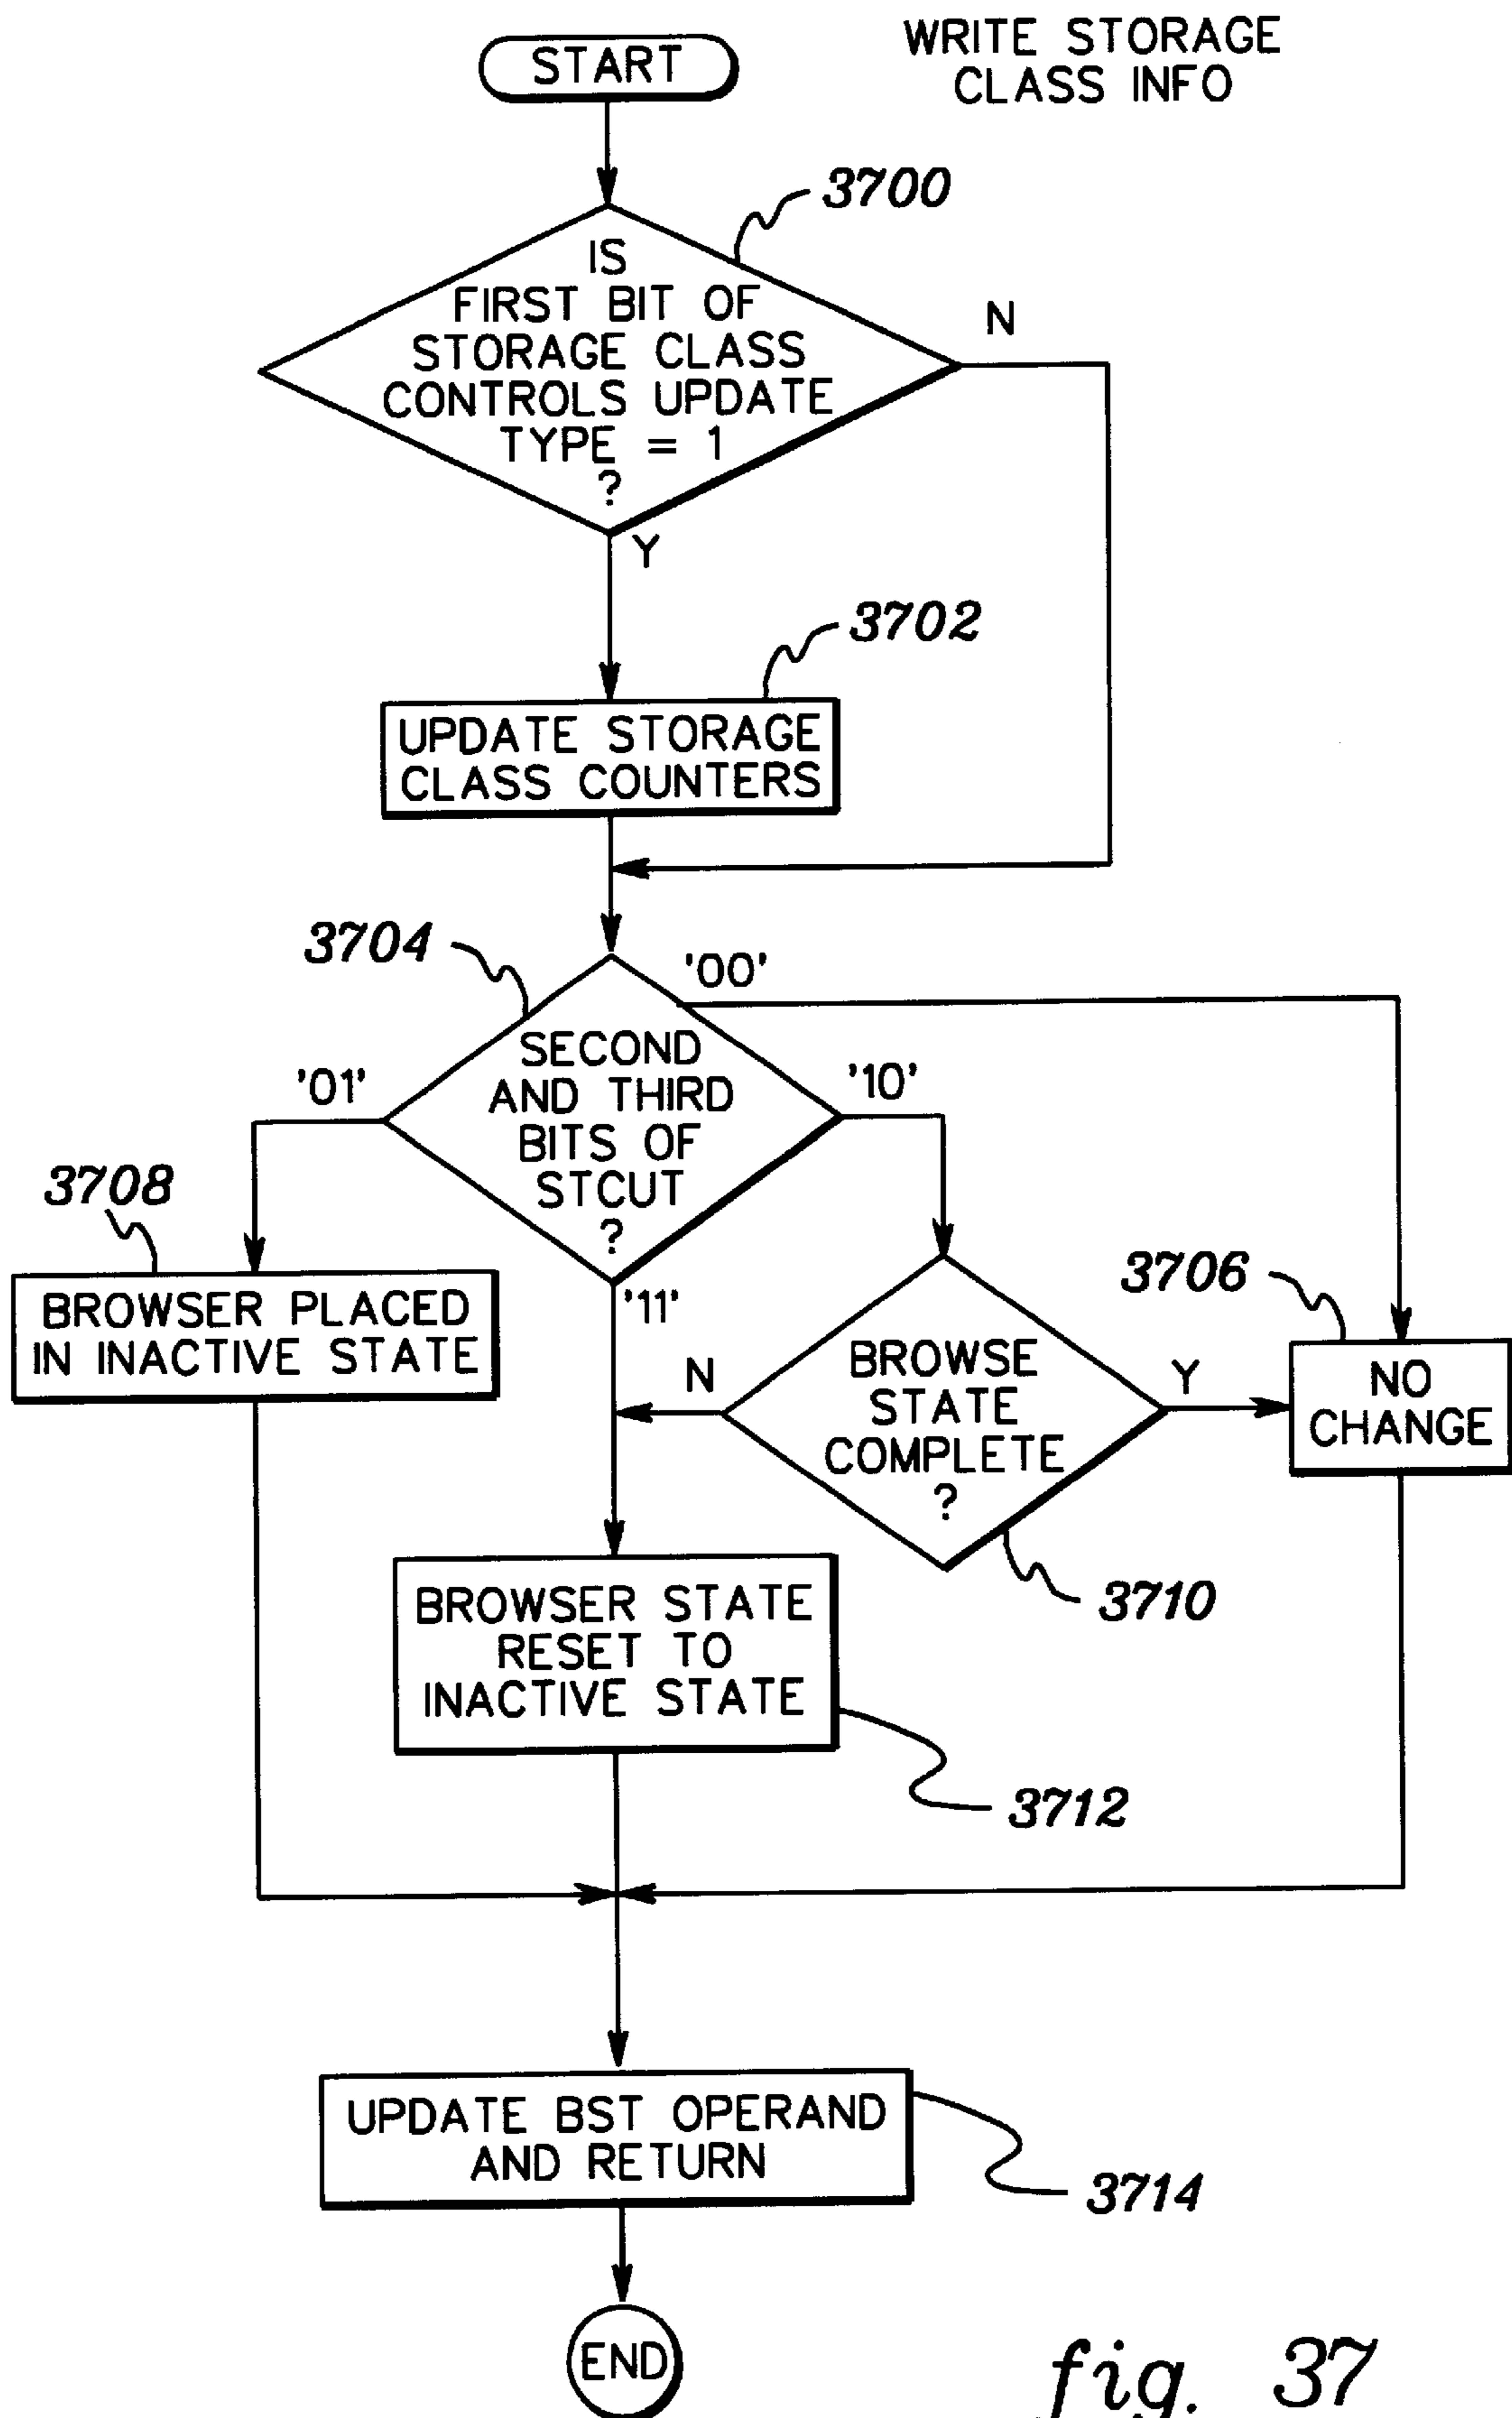 WRITE STORAGE
CLASS INFO
START
3700
IS
FIRST BIT OF
STORAGE CLASS
CONTROLS UPDATE
TYPE = 1
?
N
Y
3702
UPDATE STORAGE
CLASS COUNTERS
3704
'00'
SECOND
AND THIRD
BITS OF
STCUT
?
'01'
'10'
'11'
3708
BROWSER PLACED
IN INACTIVE STATE
3706
NO
CHANGE
BROWSE
STATE
COMPLETE
?
N
Y
3710
BROWSER STATE
RESET TO
INACTIVE STATE
3712
UPDATE BST OPERAND
AND RETURN
3714
END
fig. 37